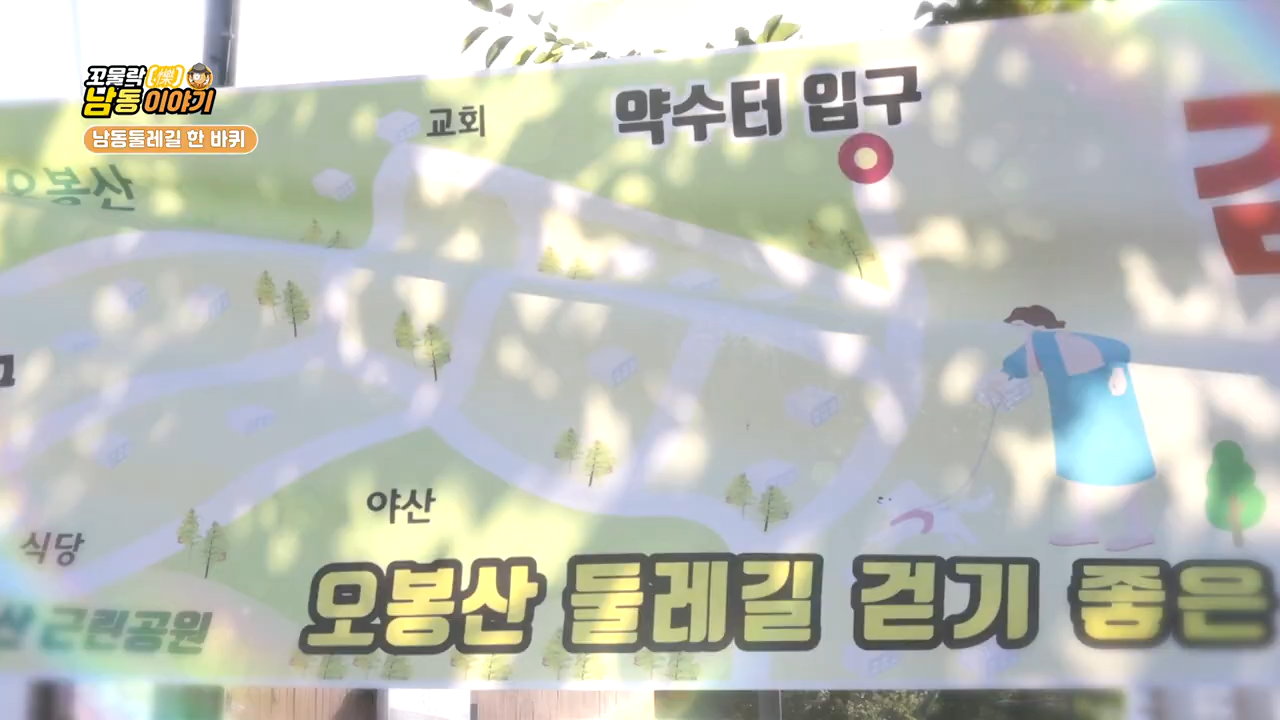 꼬물락(樂)
남동이야기
남동둘레길 한 바퀴
교회
약수터 입구
오봉산
야산
식당
산 근린공원
오봉산 둘레길 걷기 좋은